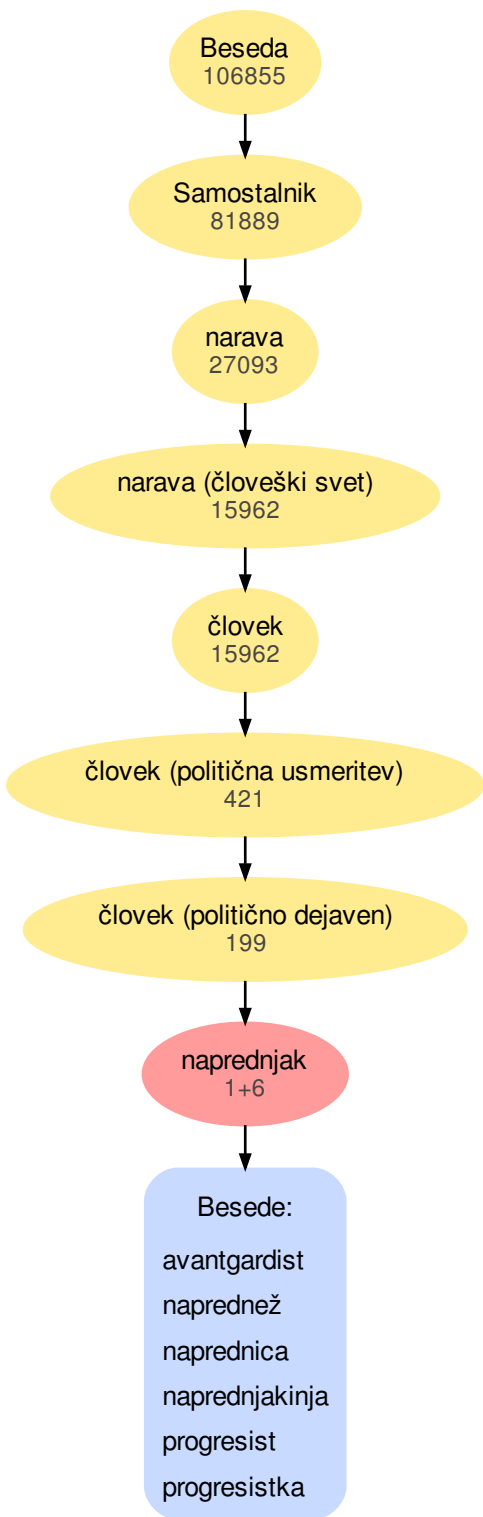 Beseda
106855
Samostalnik
81889
narava
27093
narava (človeški svet)
15962
človek
15962
človek (politična usmeritev)
421
človek (politično dejaven)
199
naprednjak
1+6
Besede:
avantgardist
naprednež
naprednica
naprednjakinja
progresist
progresistka